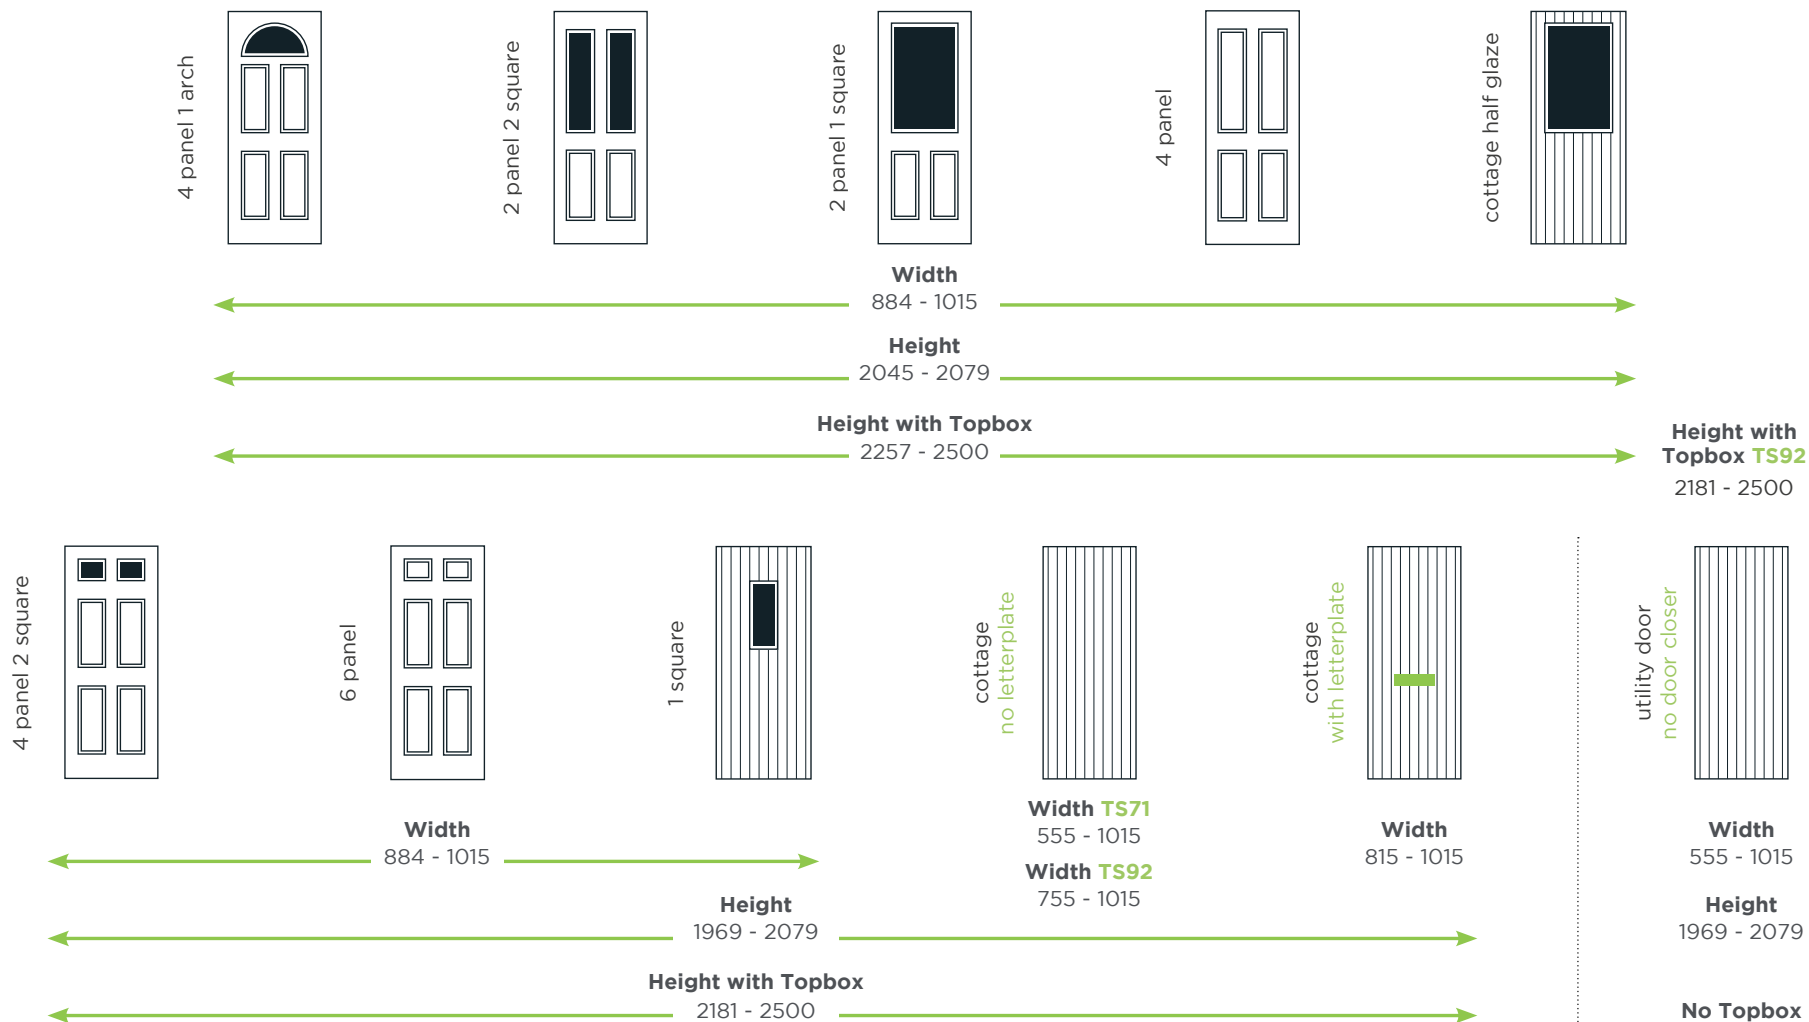 4 panel 1 arch
2 panel 2 square
2 panel 1 square
4 panel
cottage half glaze
Width
884 - 1015
Height
2045 - 2079
Height with Topbox
2257 - 2500
Height with
Topbox TS92
2181 - 2500
4 panel 2 square
6 panel
1 square
cottage
no letterplate
cottage
with letterplate
utility door
no door closer
Width
884 - 1015
Width TS71
555 - 1015
Width TS92
755 - 1015
Width
815 - 1015
Width
555 - 1015
Height
1969 - 2079
Height
1969 - 2079
Height with Topbox
2181 - 2500
No Topbox